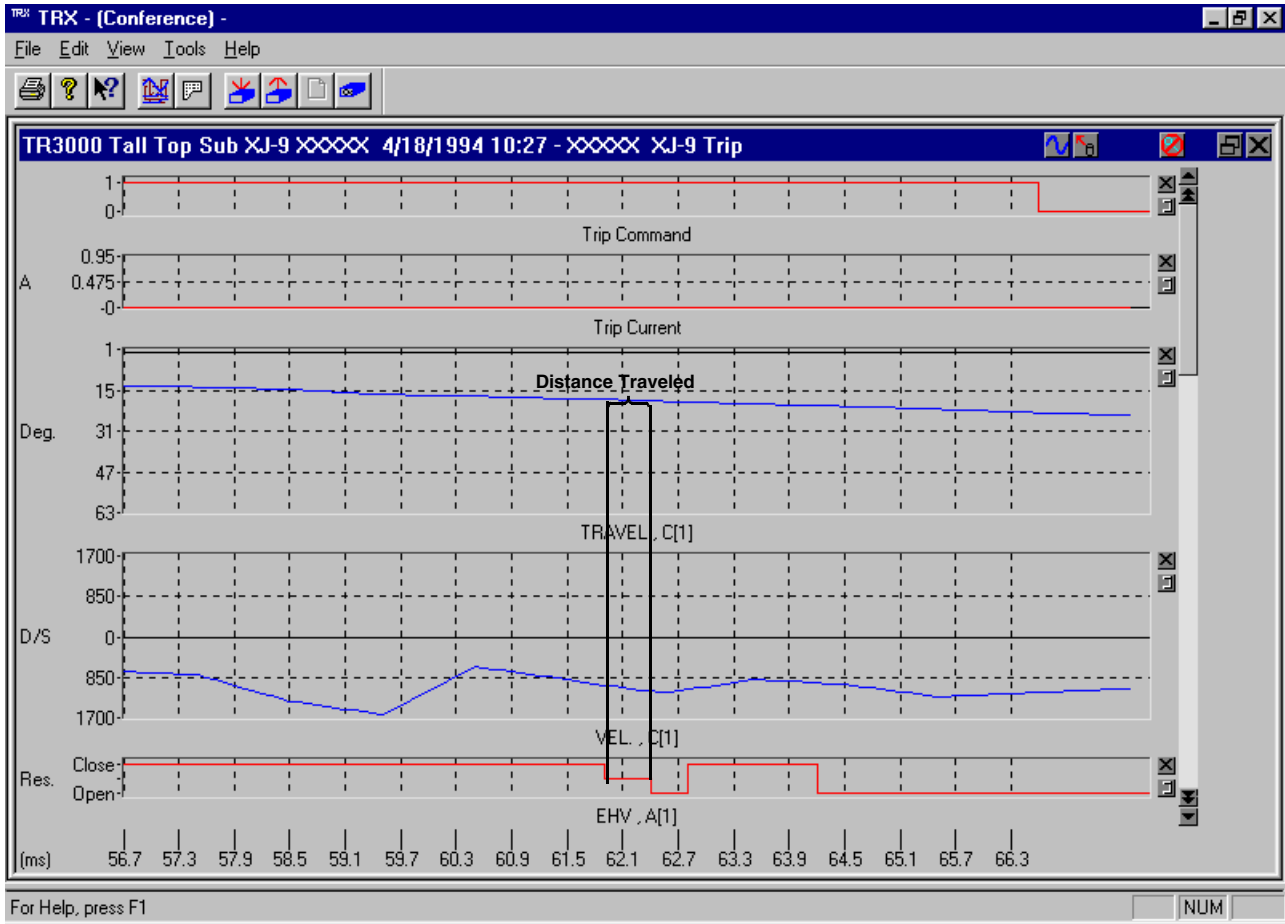 TRX TRX - (Conference) -
File Edit View Tools Help
TR3000 Tall Top Sub XJ-9 XXXXX 4/18/1994 10:27 - XXXXX XJ-9 Trip
1
0
Trip Command
A
0.95
0.475
-0
Trip Current
Deg.
1
15
31
47
63
Distance Traveled
TRAVEL , C[1]
D/S
1700
850
0
850
1700
VEL. , C[1]
Res.
Close
-
Open
EHV , A[1]
(ms) 56.7 57.3 57.9 58.5 59.1 59.7 60.3 60.9 61.5 62.1 62.7 63.3 63.9 64.5 65.1 65.7 66.3
For Help, press F1 NUM